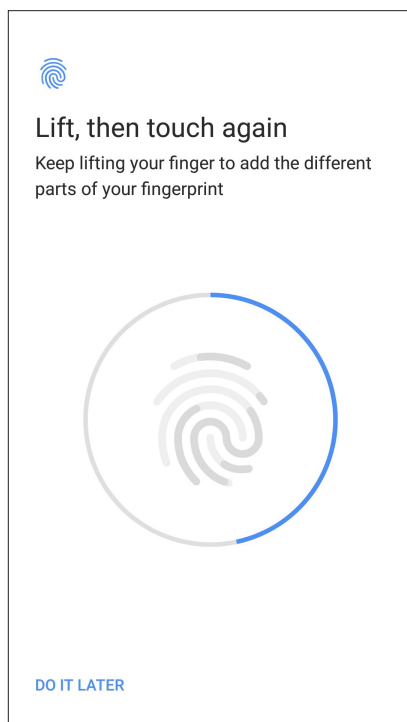 Lift, then touch again
Keep lifting your finger to add the different
parts of your fingerprint
DO IT LATER